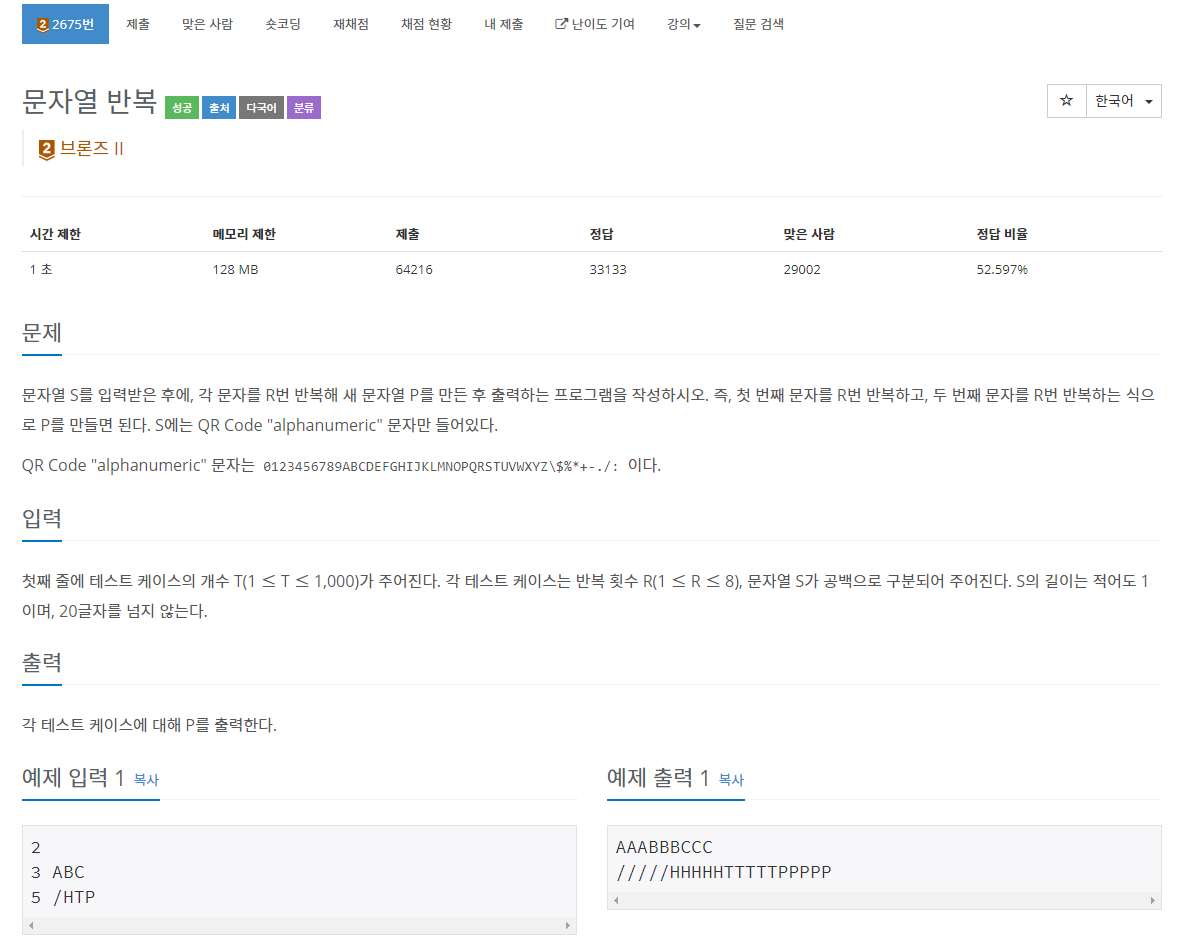 2 2675번 제출 맞은 사람 숏코딩 재채점 채점 현황 내 제출 난이도 기여 강의 질문 검색
문자열 반복 성공 출처 다국어 분류 ☆ 한국어
2 브론즈 II
시간 제한 메모리 제한 제출 정답 맞은 사람 정답 비율
1 초 128 MB 64216 33133 29002 52.597%
문제
문자열 S를 입력받은 후에, 각 문자를 R번 반복해 새 문자열 P를 만든 후 출력하는 프로그램을 작성하시오. 즉, 첫 번째 문자를 R번 반복하고, 두 번째 문자를 R번 반복하는 식으
로 P를 만들면 된다. S에는 QR Code "alphanumeric" 문자만 들어있다.
QR Code "alphanumeric" 문자는 0123456789ABCDEFGHIJKLMNOPQRSTUVWXYZ\$%*+-./: 이다.
입력
첫째 줄에 테스트 케이스의 개수 T(1 ≤ T ≤ 1,000)가 주어진다. 각 테스트 케이스는 반복 횟수 R(1 ≤ R ≤ 8), 문자열 S가 공백으로 구분되어 주어진다. S의 길이는 적어도 1
이며, 20글자를 넘지 않는다.
출력
각 테스트 케이스에 대해 P를 출력한다.
예제 입력 1 복사
2
3 ABC
5 /HTP
예제 출력 1 복사
AAABBBCCC
/////HHHHHTTTTTPPPPP